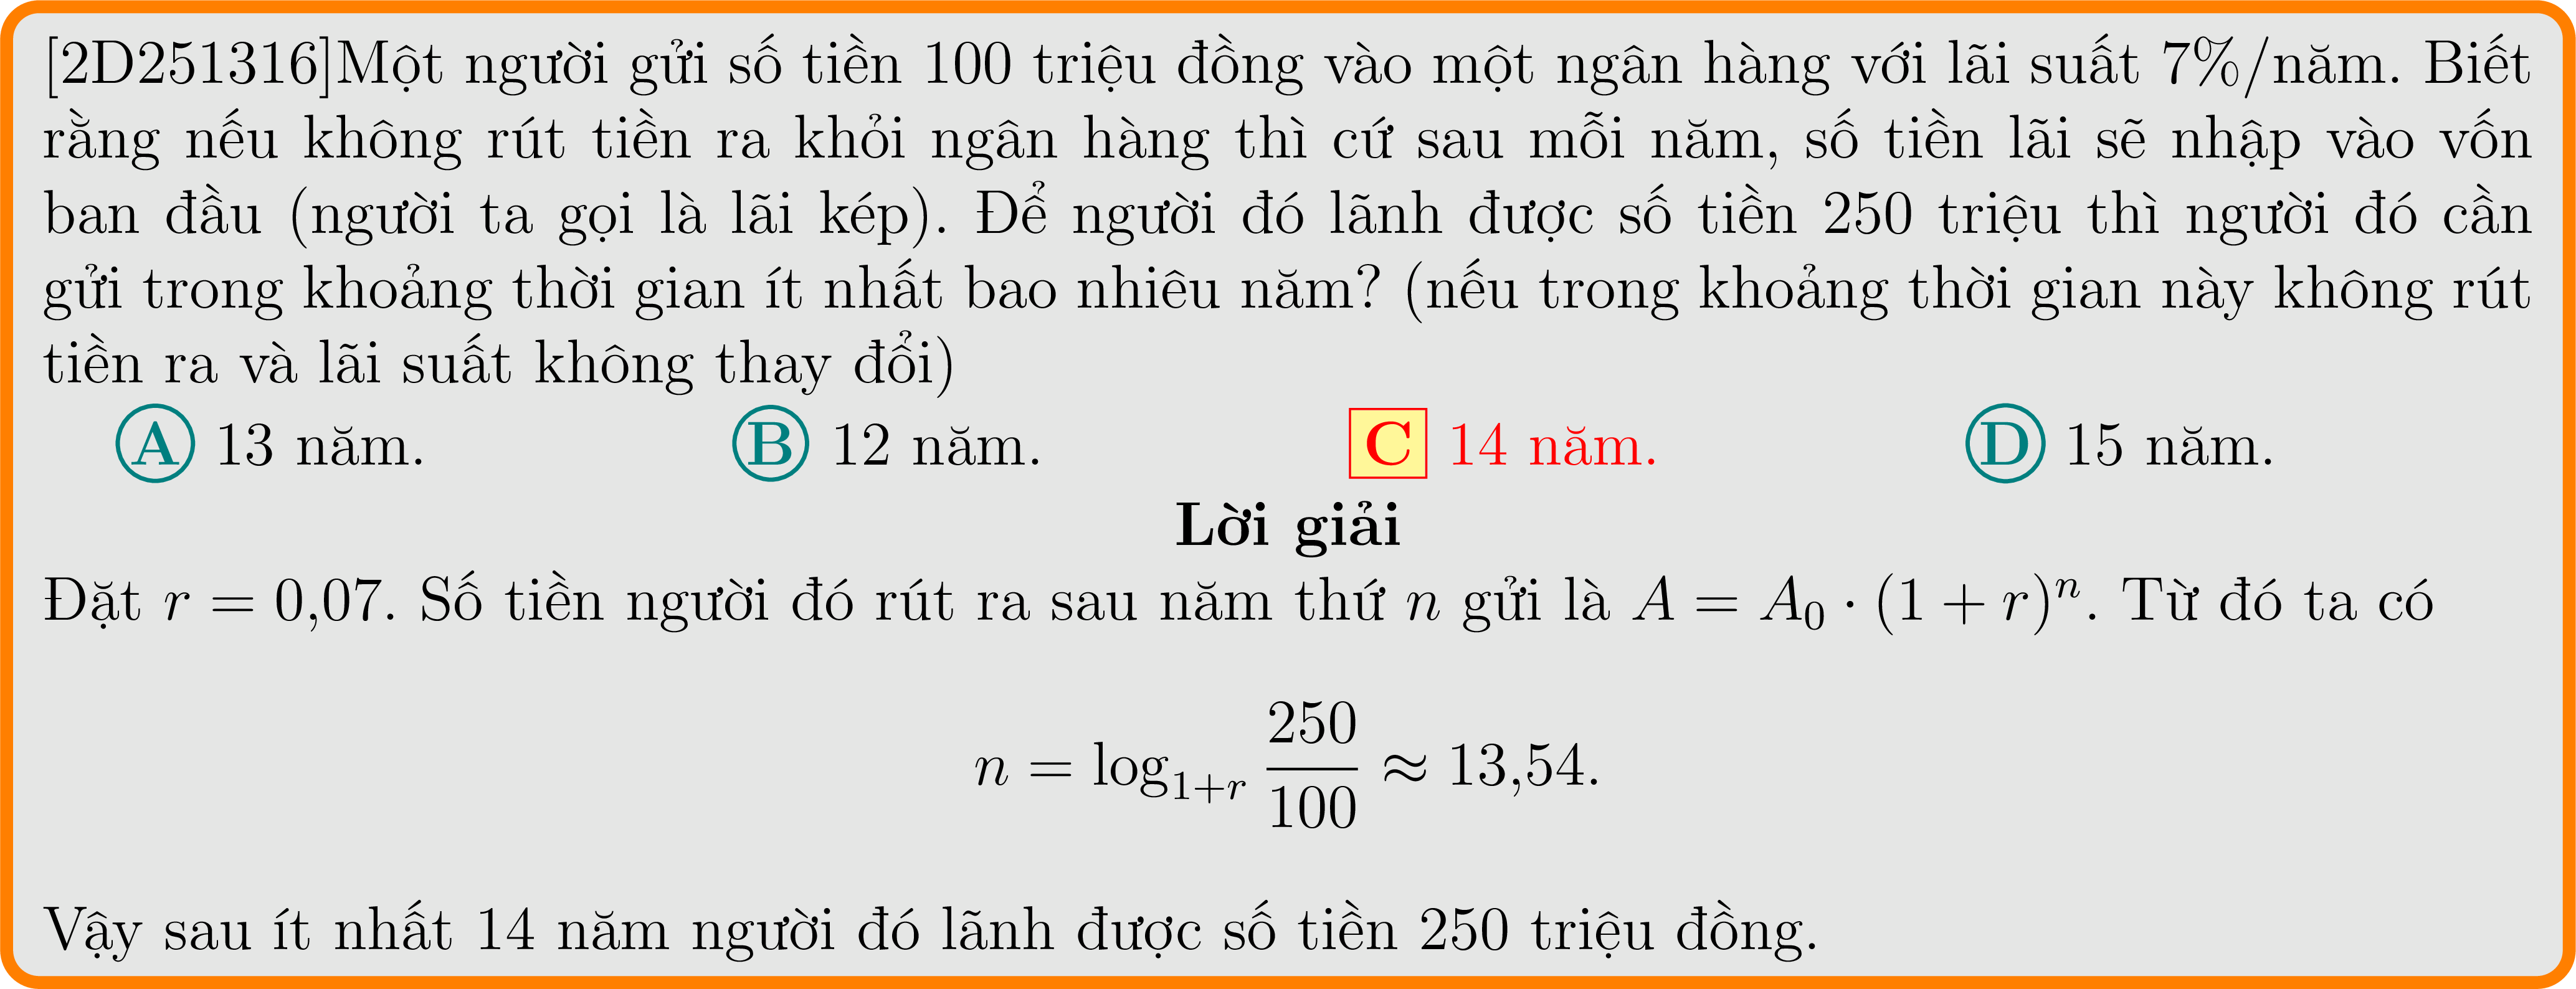 [2D251316]Một người gửi số tiền 100 triệu đồng vào một ngân hàng với lãi suất 7%/năm. Biết
rằng nếu không rút tiền ra khỏi ngân hàng thì cứ sau mỗi năm, số tiền lãi sẽ nhập vào vốn
ban đầu (người ta gọi là lãi kép). Để người đó lãnh được số tiền 250 triệu thì người đó cần
gửi trong khoảng thời gian ít nhất bao nhiêu năm? (nếu trong khoảng thời gian này không rút
tiền ra và lãi suất không thay đổi)
A 13 năm. B 12 năm. C 14 năm. D 15 năm.
Lời giải
Đặt r = 0,07. Số tiền người đó rút ra sau năm thứ n gửi là A = A₀ · (1 + r)ⁿ. Từ đó ta có
n = log₁₊ᵣ 250/100 ≈ 13,54.
Vậy sau ít nhất 14 năm người đó lãnh được số tiền 250 triệu đồng.